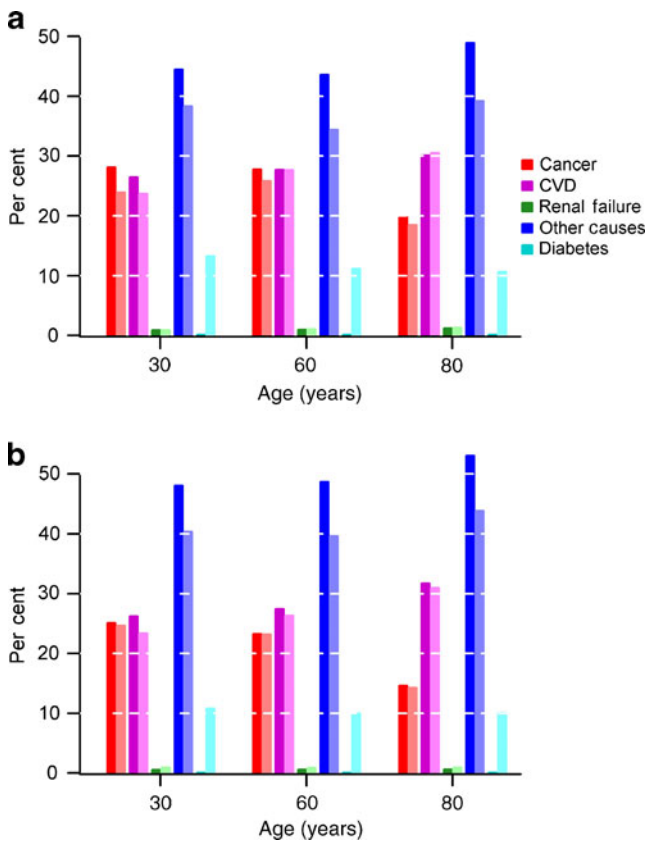 a
50
40
30
20
10
0
Per cent
30 60 80
Age (years)
Cancer
CVD
Renal failure
Other causes
Diabetes
b
50
40
30
20
10
0
Per cent
30 60 80
Age (years)